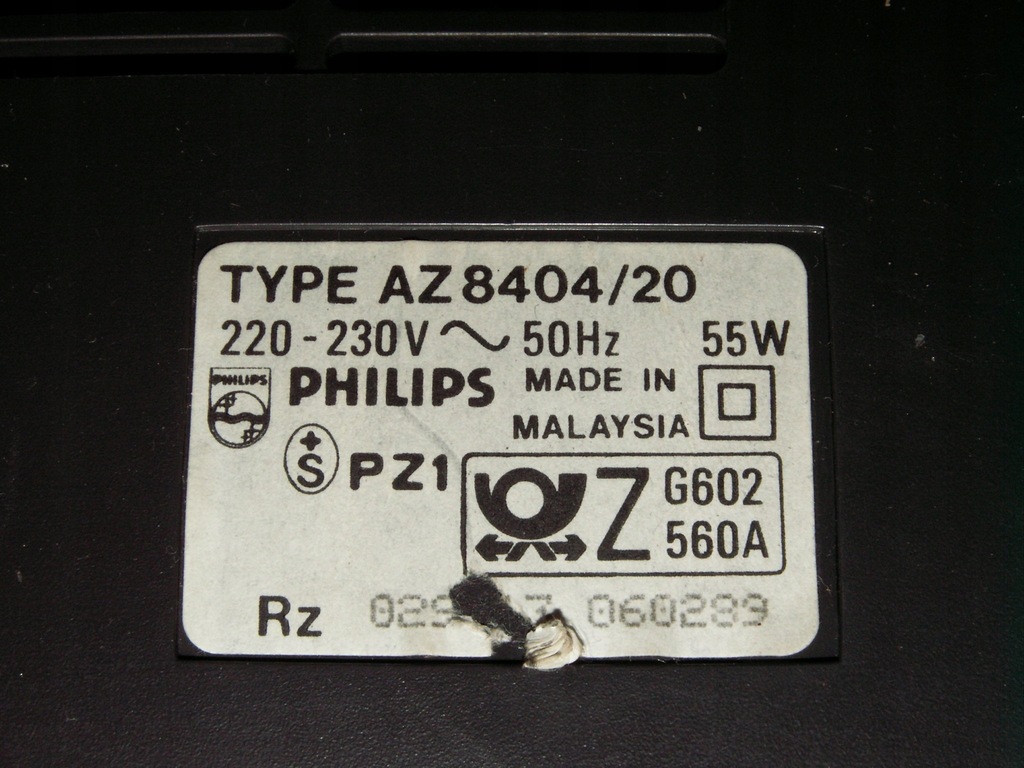 TYPE AZ8404/20
220-230V ~ 50Hz 55W
PHILIPS PHILIPS MADE IN
MALAYSIA
S PZ1
Z G602
560A
Rz 060289